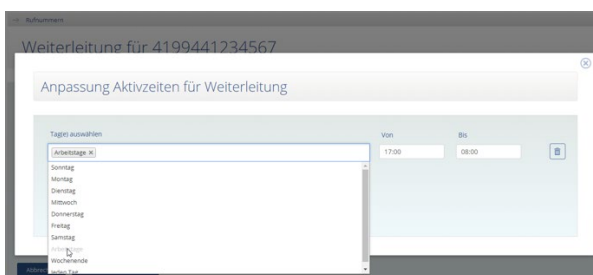 Rufnummern
Weiterleitung für 4199441234567
Anpassung Aktivzeiten für Weiterleitung
Tag(e) auswählen
Von
Bis
Arbeitstage ×
17:00
08:00
Sonntag
Montag
Dienstag
Mittwoch
Donnerstag
Freitag
Samstag
Arbeitstage
Wochenende
Jeden Tag